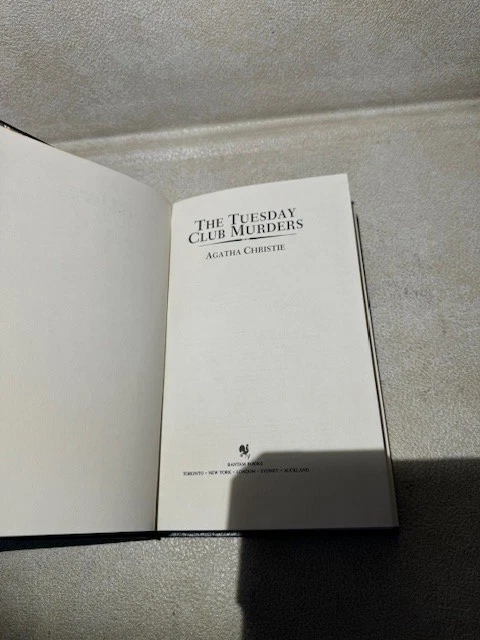 THE TUESDAY
CLUB MURDERS
AGATHA CHRISTIE
BANTAM BOOKS
TORONTO • NEW YORK • LONDON • SYDNEY • AUCKLAND